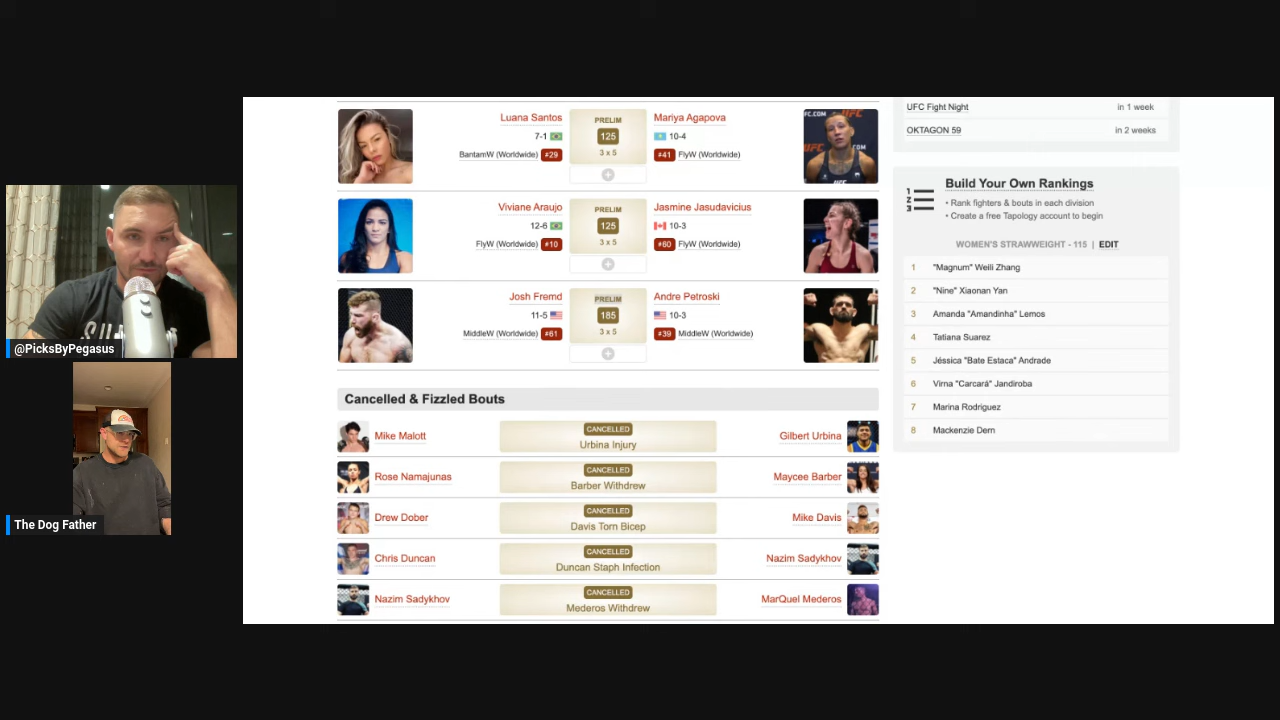 @PicksByPegasus
The Dog Father
Luana Santos
7-1
BantamW (Worldwide) #29
PRELIM
125
3 x 5
Mariya Agapova
10-4
#41 FlyW (Worldwide)
Viviane Araujo
12-6
FlyW (Worldwide) #10
PRELIM
125
3 x 5
Jasmine Jasudavicius
10-3
#60 FlyW (Worldwide)
Josh Fremd
11-5
MiddleW (Worldwide) #61
PRELIM
185
3 x 5
Andre Petroski
10-3
#39 MiddleW (Worldwide)
Cancelled & Fizzled Bouts
Mike Malott
CANCELLED
Urbina Injury
Gilbert Urbina
Rose Namajunas
CANCELLED
Barber Withdrew
Maycee Barber
Drew Dober
CANCELLED
Davis Torn Bicep
Mike Davis
Chris Duncan
CANCELLED
Duncan Staph Infection
Nazim Sadykhov
Nazim Sadykhov
CANCELLED
Mederos Withdrew
MarQuel Mederos
UFC Fight Night in 1 week
OKTAGON 59 in 2 weeks
Build Your Own Rankings
• Rank fighters & bouts in each division
• Create a free Tapology account to begin
WOMEN'S STRAWWEIGHT - 115 | EDIT
1 "Magnum" Weili Zhang
2 "Nine" Xiaonan Yan
3 Amanda "Amandinha" Lemos
4 Tatiana Suarez
5 Jéssica "Bate Estaca" Andrade
6 Virna "Carcará" Jandiroba
7 Marina Rodriguez
8 Mackenzie Dern